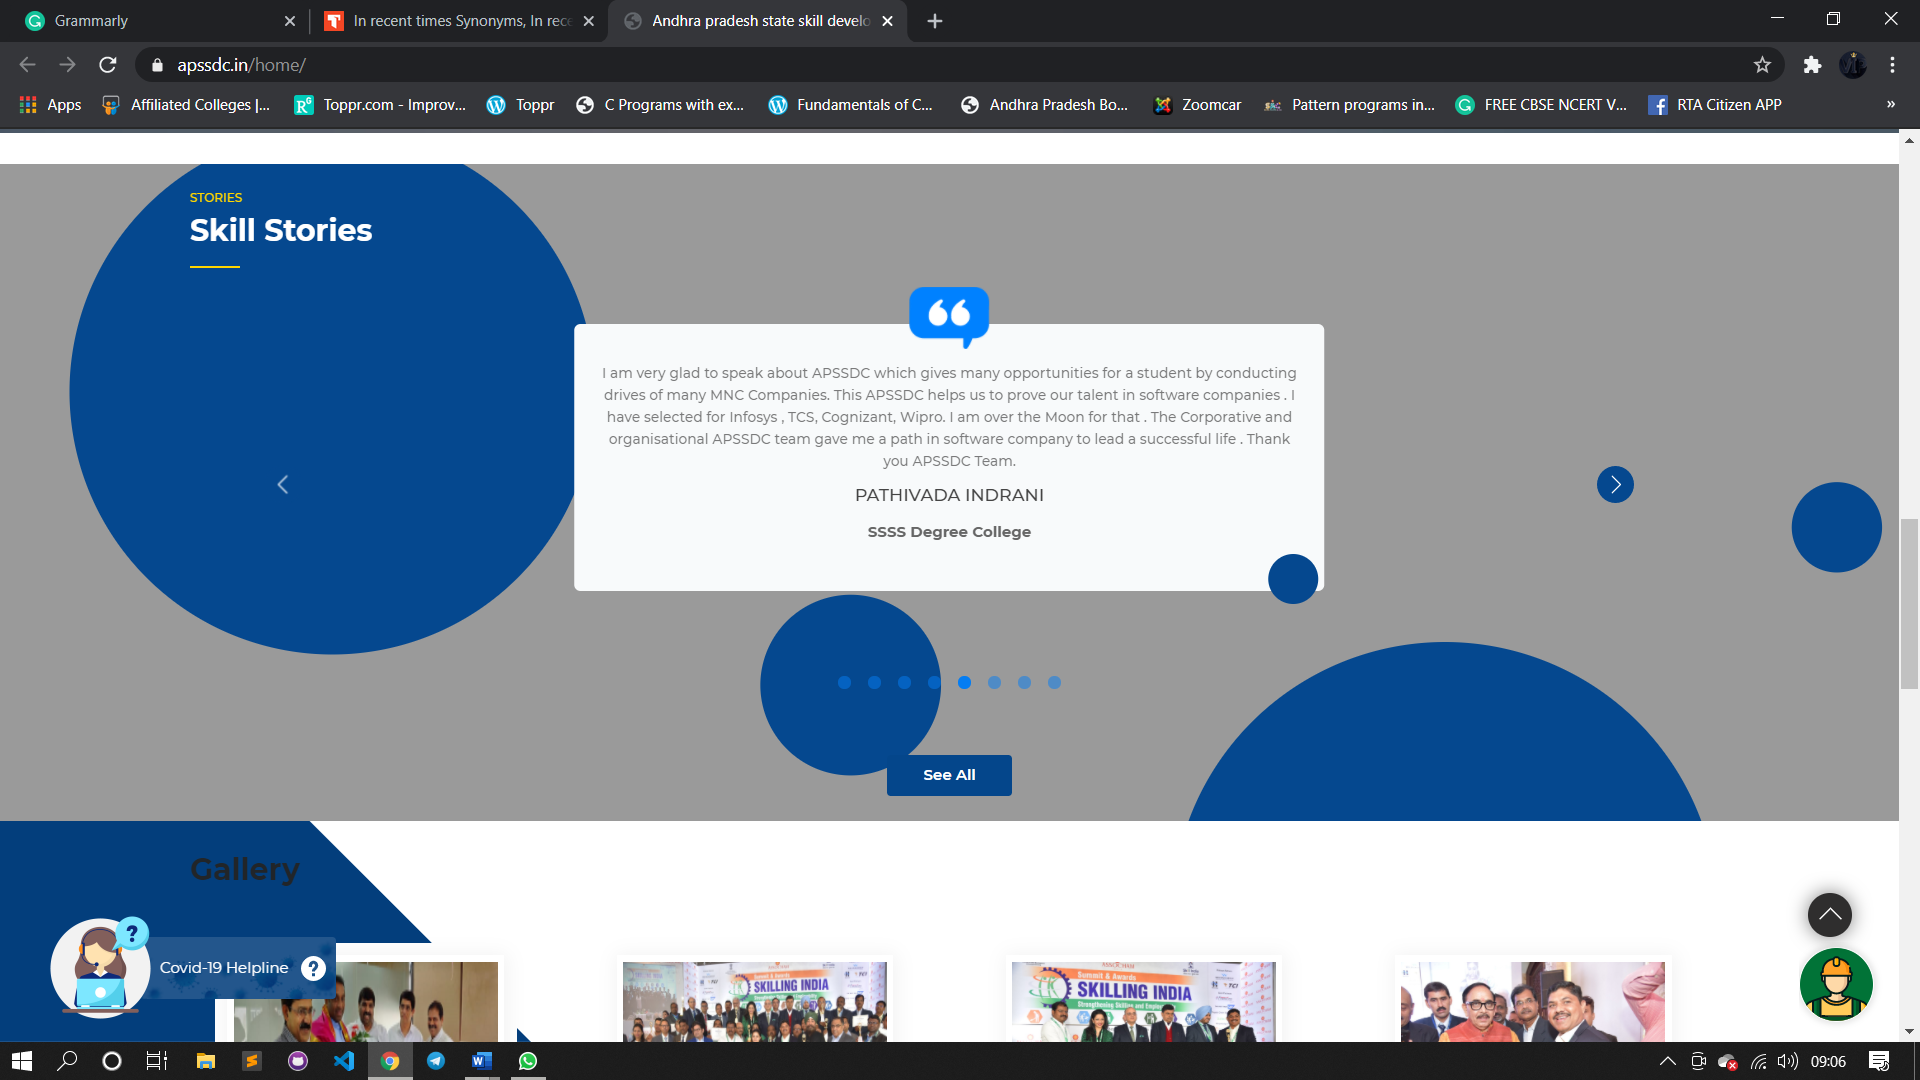 Grammarly
In recent times Synonyms, In rece
Andhra pradesh state skill develo
apssdc.in/home/
Apps
Affiliated Colleges |...
Toppr.com - Improv...
Toppr
C Programs with ex...
Fundamentals of C...
Andhra Pradesh Bo...
Zoomcar
Pattern programs in...
FREE CBSE NCERT V...
RTA Citizen APP
»
STORIES
Skill Stories
I am very glad to speak about APSSDC which gives many opportunities for a student by conducting
drives of many MNC Companies. This APSSDC helps us to prove our talent in software companies . I
have selected for Infosys , TCS, Cognizant, Wipro. I am over the Moon for that . The Corporative and
organisational APSSDC team gave me a path in software company to lead a successful life . Thank
you APSSDC Team.
PATHIVADA INDRANI
SSSS Degree College
See All
Gallery
Covid-19 Helpline ?
Summit & Awards
SKILLING INDIA
Summit & Awards
SKILLING INDIA
Strengthening Skilling and
09:06